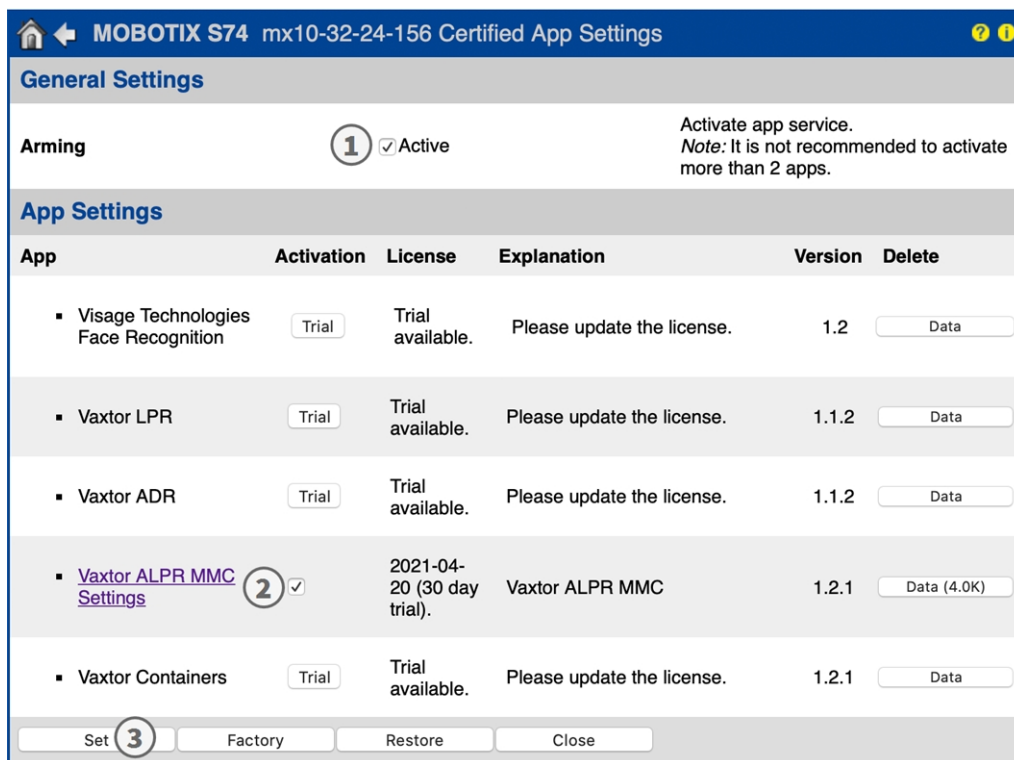 MOBOTIX S74 mx10-32-24-156 Certified App Settings ? i
General Settings
Arming
1
Active
Activate app service.
Note: It is not recommended to activate
more than 2 apps.
App Settings
App Activation License Explanation Version Delete
Visage Technologies
Face Recognition
Trial
Trial
available.
Please update the license.
1.2
Data
Vaxtor LPR
Trial
Trial
available.
Please update the license.
1.1.2
Data
Vaxtor ADR
Trial
Trial
available.
Please update the license.
1.1.2
Data
Vaxtor ALPR MMC
Settings
2
2021-04-
20 (30 day
trial).
Vaxtor ALPR MMC
1.2.1
Data (4.0K)
Vaxtor Containers
Trial
Trial
available.
Please update the license.
1.2.1
Data
Set 3 Factory Restore Close